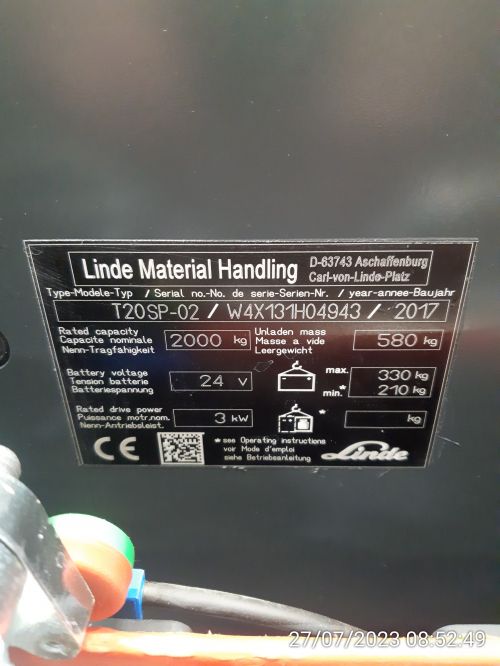 Linde Material Handling
D-63743 Aschaffenburg
Carl-von-Linde-Platz
Type-Modele-Typ / Serial no.-No. de serie-Serien-Nr. / year-annee-Baujahr
T20SP-02 / W4X131H04943 / 2017
Rated capacity
Capacite nominale
Nenn-Tragfähigkeit
2000 kg
Unladen mass
Masse a vide
Leergewicht
580 kg
Battery voltage
Tension batterie
Batteriespannung
24 V
max. 330 kg
min.* 210 kg
Rated drive power
Puissance motr.nom.
Nenn-Antriebsleist.
3 kW
* kg
CE
* see Operating instructions
voir Mode d'emploi
siehe Betriebsanleitung
Linde
27/07/2023 08:52:49